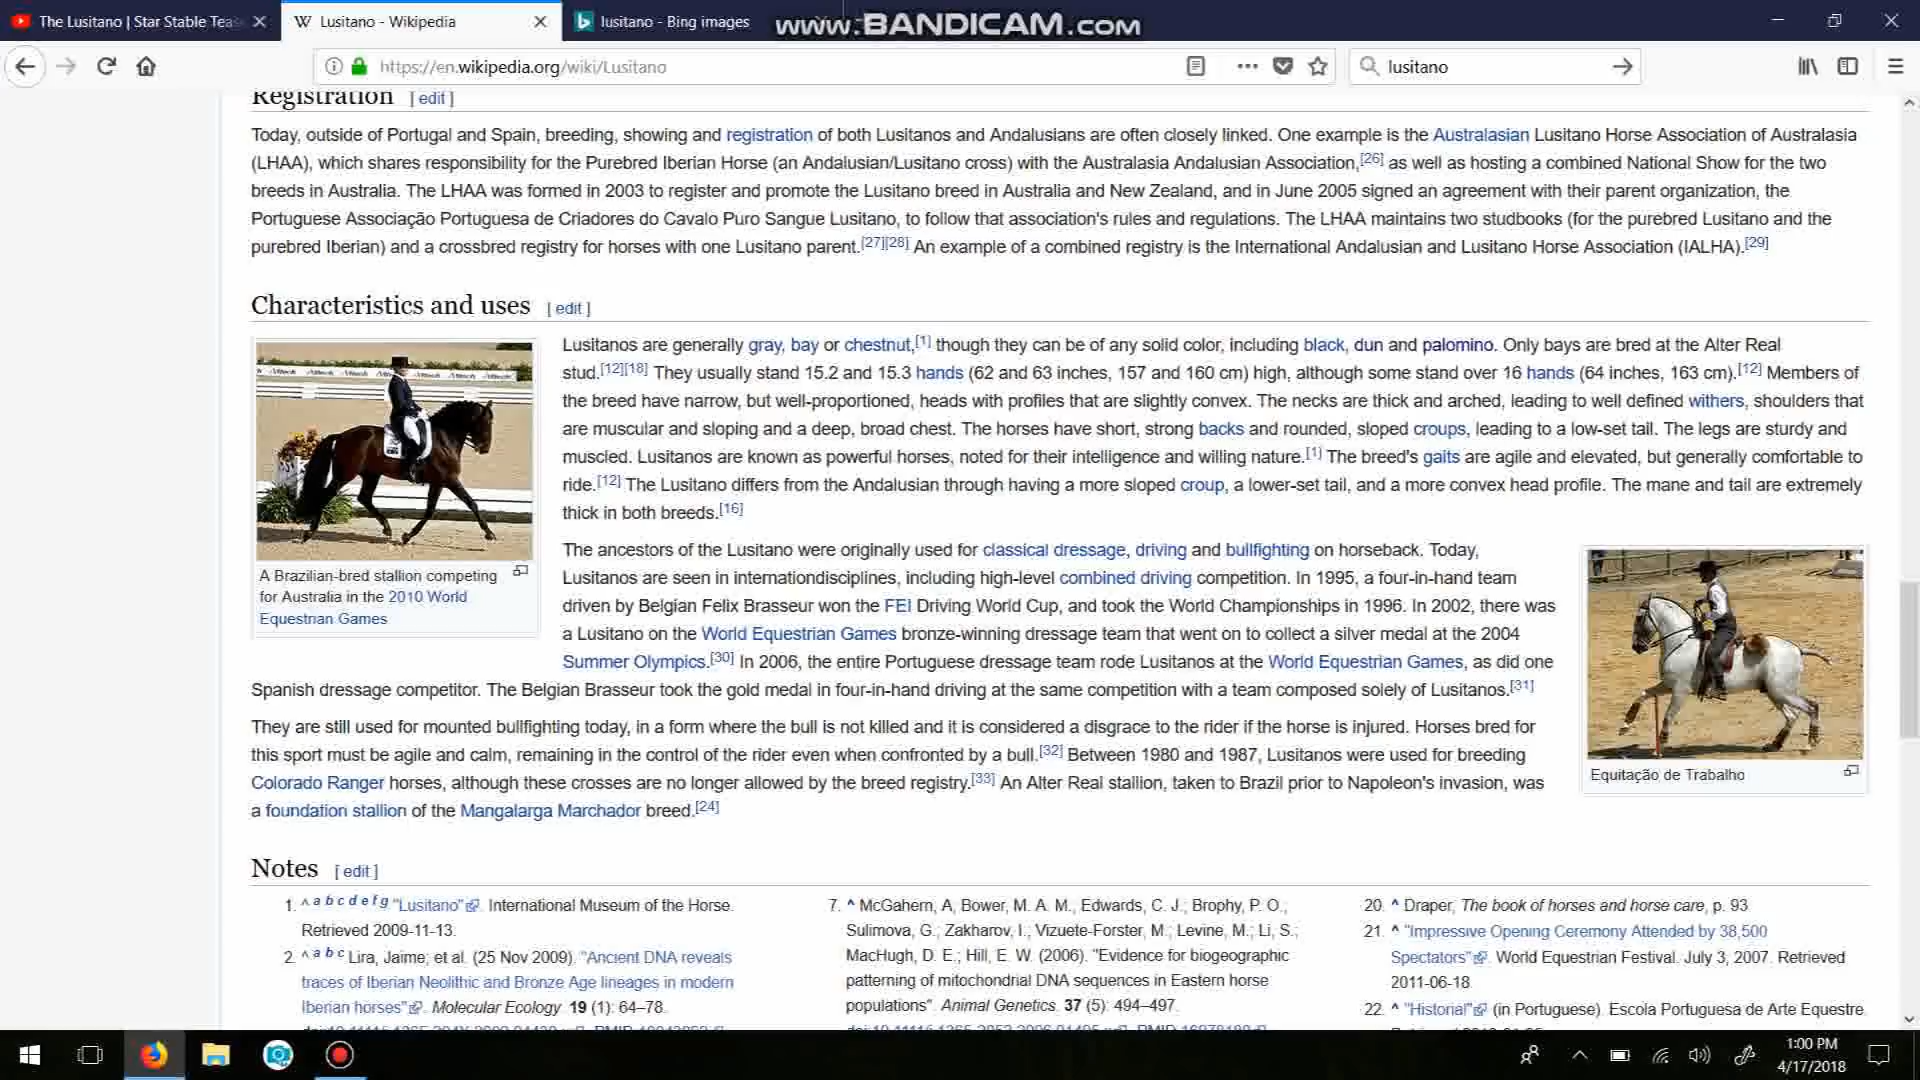 The Lusitano | Star Stable Teas
Lusitano - Wikipedia
lusitano - Bing images
www.BANDICAM.com
https://en.wikipedia.org/wiki/Lusitano
lusitano
Registration [ edit ]
Today, outside of Portugal and Spain, breeding, showing and registration of both Lusitanos and Andalusians are often closely linked. One example is the Australasian Lusitano Horse Association of Australasia
(LHAA), which shares responsibility for the Purebred Iberian Horse (an Andalusian/Lusitano cross) with the Australasia Andalusian Association,[26] as well as hosting a combined National Show for the two
breeds in Australia. The LHAA was formed in 2003 to register and promote the Lusitano breed in Australia and New Zealand, and in June 2005 signed an agreement with their parent organization, the
Portuguese Associação Portuguesa de Criadores do Cavalo Puro Sangue Lusitano, to follow that association's rules and regulations. The LHAA maintains two studbooks (for the purebred Lusitano and the
purebred Iberian) and a crossbred registry for horses with one Lusitano parent.[27][28] An example of a combined registry is the International Andalusian and Lusitano Horse Association (IALHA).[29]
Characteristics and uses [ edit ]
Lusitanos are generally gray, bay or chestnut,[1] though they can be of any solid color, including black, dun and palomino. Only bays are bred at the Alter Real
stud.[12][18] They usually stand 15.2 and 15.3 hands (62 and 63 inches, 157 and 160 cm) high, although some stand over 16 hands (64 inches, 163 cm).[12] Members of
the breed have narrow, but well-proportioned, heads with profiles that are slightly convex. The necks are thick and arched, leading to well defined withers, shoulders that
are muscular and sloping and a deep, broad chest. The horses have short, strong backs and rounded, sloped croups, leading to a low-set tail. The legs are sturdy and
muscled. Lusitanos are known as powerful horses, noted for their intelligence and willing nature.[1] The breed's gaits are agile and elevated, but generally comfortable to
ride.[12] The Lusitano differs from the Andalusian through having a more sloped croup, a lower-set tail, and a more convex head profile. The mane and tail are extremely
thick in both breeds.[16]
A Brazilian-bred stallion competing
for Australia in the 2010 World
Equestrian Games
The ancestors of the Lusitano were originally used for classical dressage, driving and bullfighting on horseback. Today,
Lusitanos are seen in internationdisciplines, including high-level combined driving competition. In 1995, a four-in-hand team
driven by Belgian Felix Brasseur won the FEI Driving World Cup, and took the World Championships in 1996. In 2002, there was
a Lusitano on the World Equestrian Games bronze-winning dressage team that went on to collect a silver medal at the 2004
Summer Olympics.[30] In 2006, the entire Portuguese dressage team rode Lusitanos at the World Equestrian Games, as did one
Spanish dressage competitor. The Belgian Brasseur took the gold medal in four-in-hand driving at the same competition with a team composed solely of Lusitanos.[31]
They are still used for mounted bullfighting today, in a form where the bull is not killed and it is considered a disgrace to the rider if the horse is injured. Horses bred for
this sport must be agile and calm, remaining in the control of the rider even when confronted by a bull.[32] Between 1980 and 1987, Lusitanos were used for breeding
Colorado Ranger horses, although these crosses are no longer allowed by the breed registry.[33] An Alter Real stallion, taken to Brazil prior to Napoleon's invasion, was
a foundation stallion of the Mangalarga Marchador breed.[24]
Equitação de Trabalho
Notes [ edit ]
1. ^ a b c d e f g "Lusitano". International Museum of the Horse.
Retrieved 2009-11-13.
2. ^ a b c Lira, Jaime; et al. (25 Nov 2009). "Ancient DNA reveals
traces of Iberian Neolithic and Bronze Age lineages in modern
Iberian horses". Molecular Ecology. 19 (1): 64–78.
7. ^ McGahern, A; Bower, M. A. M.; Edwards, C. J.; Brophy, P. O.;
Sulimova, G.; Zakharov, I.; Vizuete-Forster, M.; Levine, M.; Li, S.;
MacHugh, D. E.; Hill, E. W. (2006). "Evidence for biogeographic
patterning of mitochondrial DNA sequences in Eastern horse
populations". Animal Genetics. 37 (5): 494–497.
20. ^ Draper, The book of horses and horse care, p. 93
21. ^ "Impressive Opening Ceremony Attended by 38,500
Spectators". World Equestrian Festival. July 3, 2007. Retrieved
2011-06-18.
22. ^ "Historial" (in Portuguese). Escola Portuguesa de Arte Equestre.
1:00 PM
4/17/2018